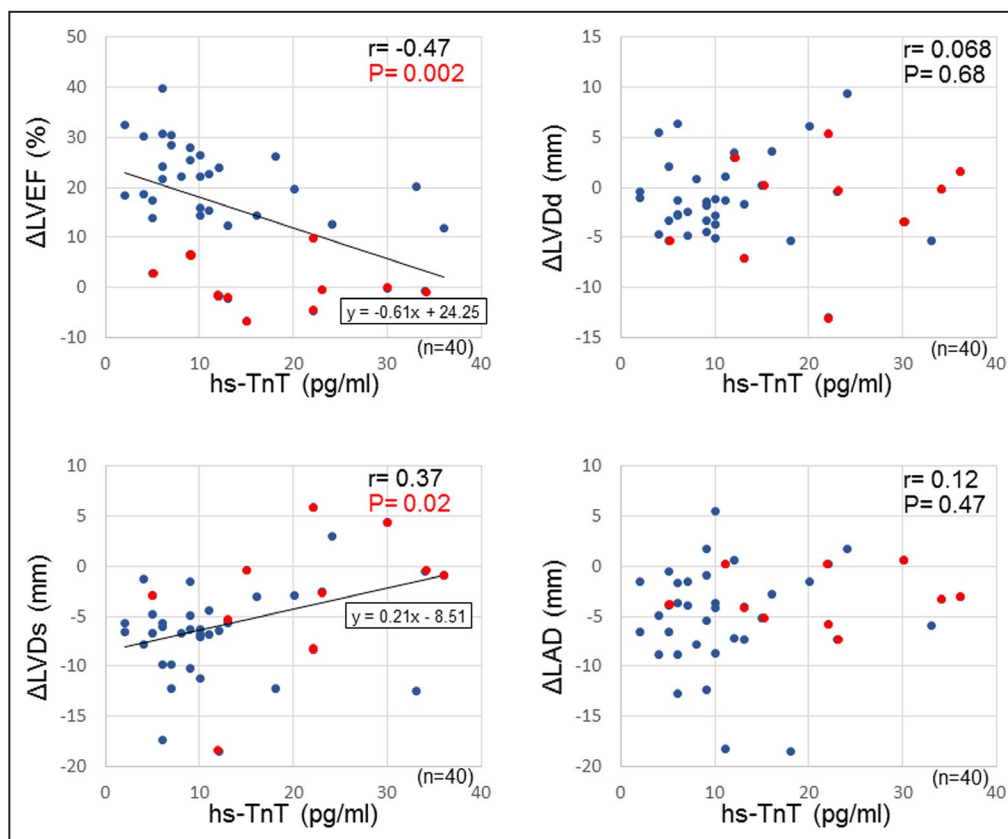 r= -0.47
P= 0.002
50
40
30
20
10
0
-10
ΔLVEF (%)
y = -0.61x + 24.25
(n=40)
0 10 20 30 40
hs-TnT (pg/ml)
r= 0.068
P= 0.68
15
10
5
0
-5
-10
-15
ΔLVDd (mm)
(n=40)
0 10 20 30 40
hs-TnT (pg/ml)
r= 0.37
P= 0.02
10
5
0
-5
-10
-15
-20
ΔLVDs (mm)
y = 0.21x - 8.51
(n=40)
0 10 20 30 40
hs-TnT (pg/ml)
r= 0.12
P= 0.47
10
5
0
-5
-10
-15
-20
ΔLAD (mm)
(n=40)
0 10 20 30 40
hs-TnT (pg/ml)